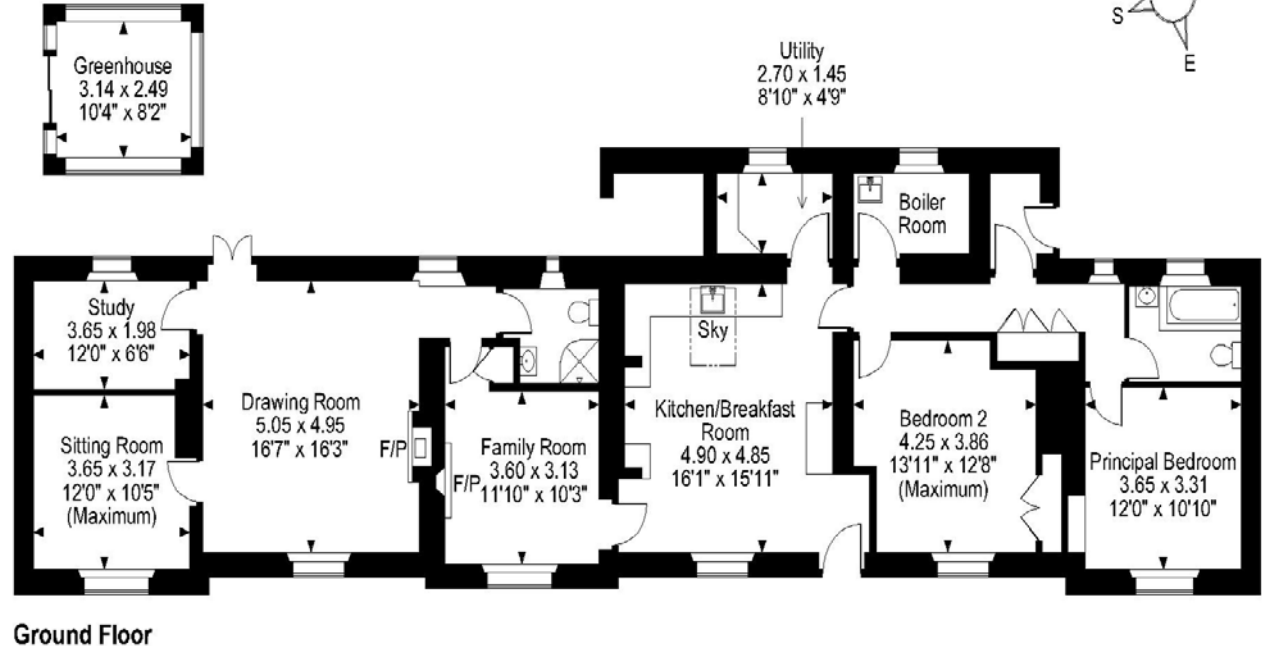 S
E
Greenhouse
3.14 x 2.49
10'4" x 8'2"
Utility
2.70 x 1.45
8'10" x 4'9"
Boiler
Room
Study
3.65 x 1.98
12'0" x 6'6"
Sky
Drawing Room
5.05 x 4.95
16'7" x 16'3"
F/P
Sitting Room
3.65 x 3.17
12'0" x 10'5"
(Maximum)
Family Room
3.60 x 3.13
11'10" x 10'3"
F/P
Kitchen/Breakfast
Room
4.90 x 4.85
16'1" x 15'11"
Bedroom 2
4.25 x 3.86
13'11" x 12'8"
(Maximum)
Principal Bedroom
3.65 x 3.31
12'0" x 10'10"
Ground Floor